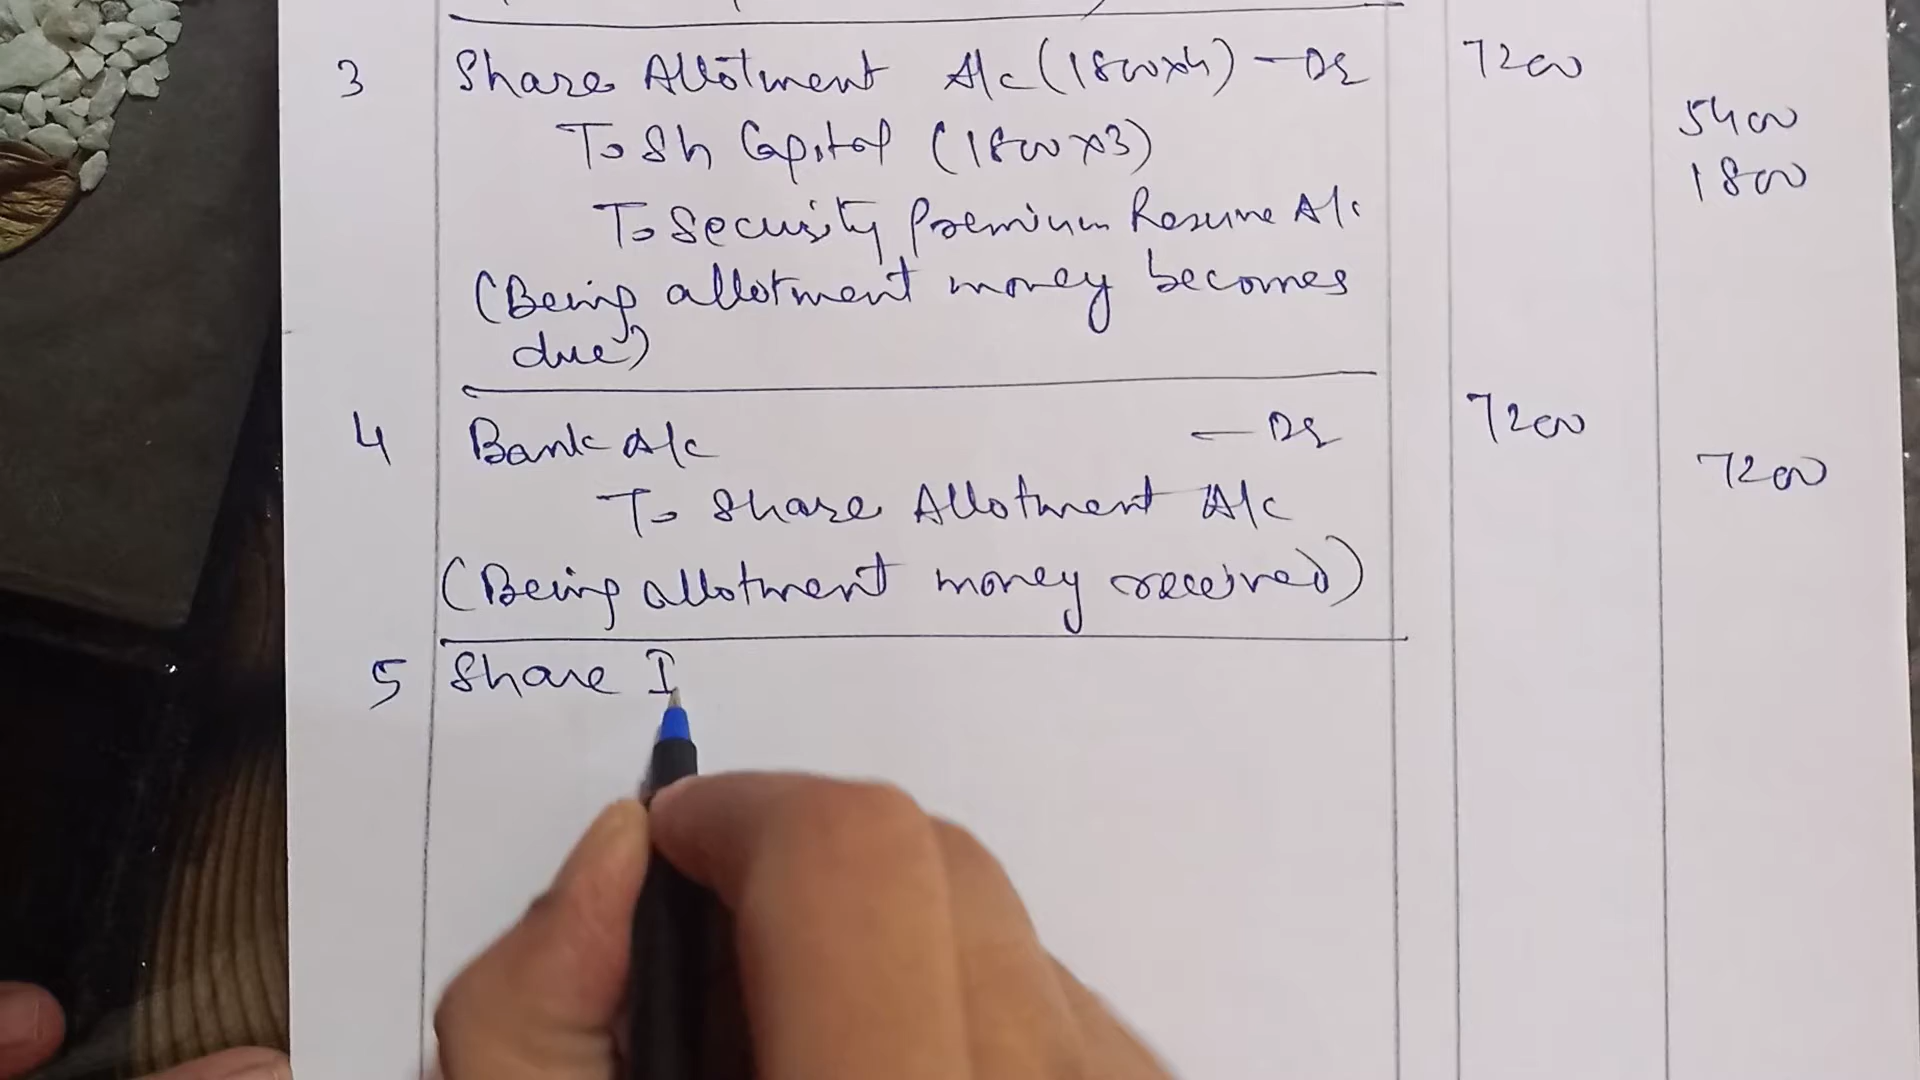 3 Share Allotment A/c (1800x4) — Dr 7200
To Sh Capital (1800x3) 5400
To Security Premium Reserve A/c 1800
(Being allotment money becomes
due)
4 Bank A/c — Dr 7200
To Share Allotment A/c 7200
(Being allotment money received)
5 Share I